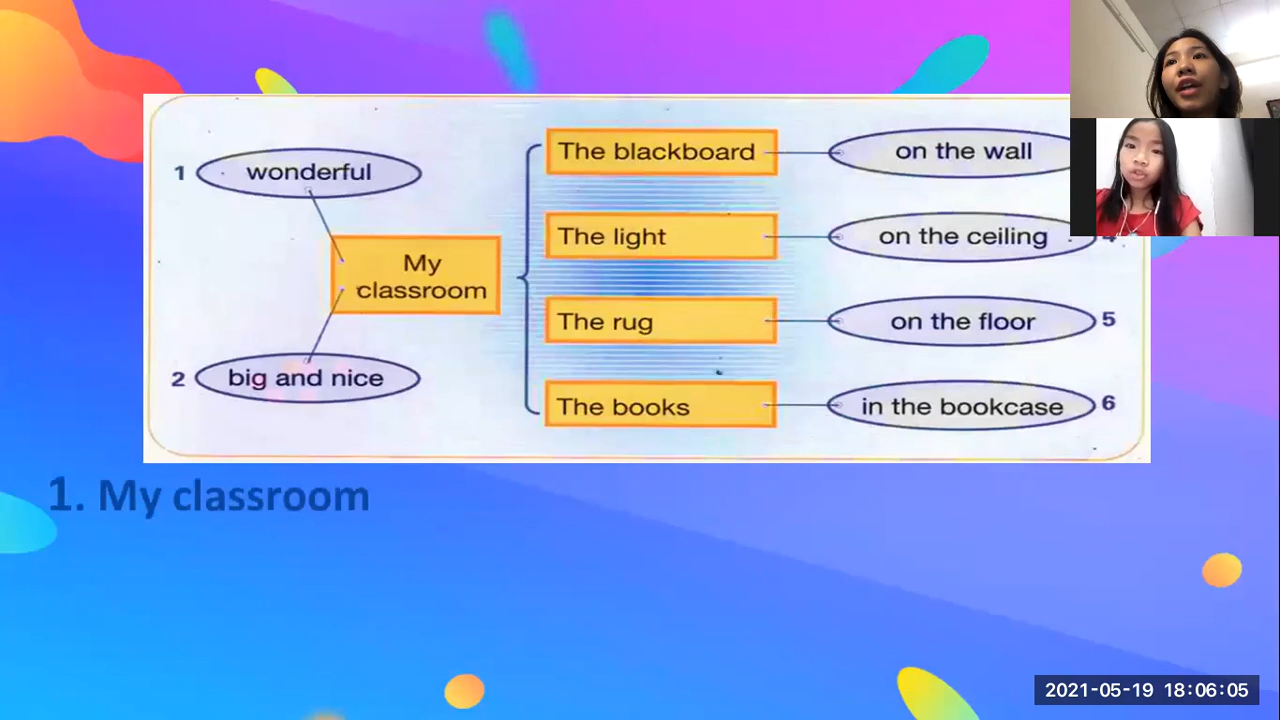 1 wonderful
My
classroom
2 big and nice
The blackboard on the wall
The light on the ceiling
The rug on the floor 5
The books in the bookcase 6
1. My classroom
2021-05-19 18:06:05